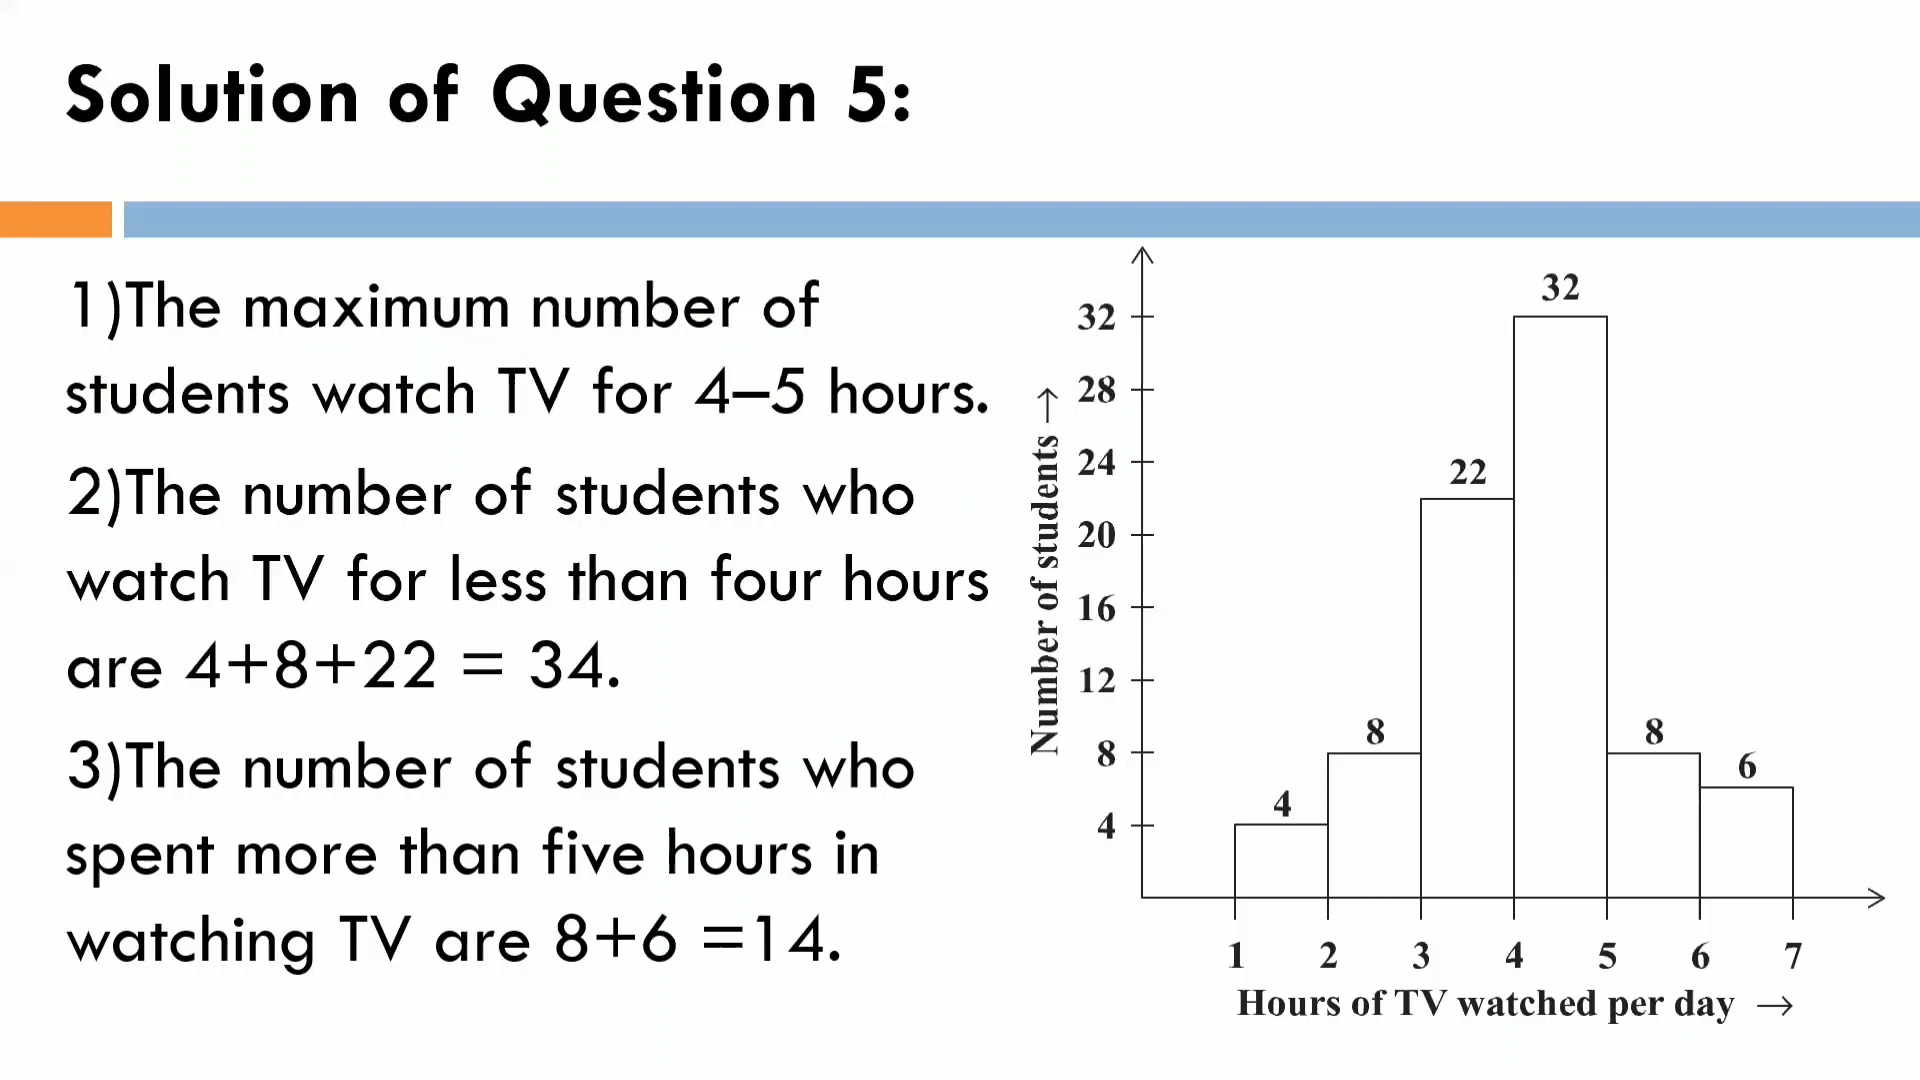 Solution of Question 5:
1)The maximum number of
students watch TV for 4–5 hours.
2)The number of students who
watch TV for less than four hours
are 4+8+22 = 34.
3)The number of students who
spent more than five hours in
watching TV are 8+6 =14.
Number of students →
32
28
24
20
16
12
8
4
4
8
22
32
8
6
1 2 3 4 5 6 7
Hours of TV watched per day →